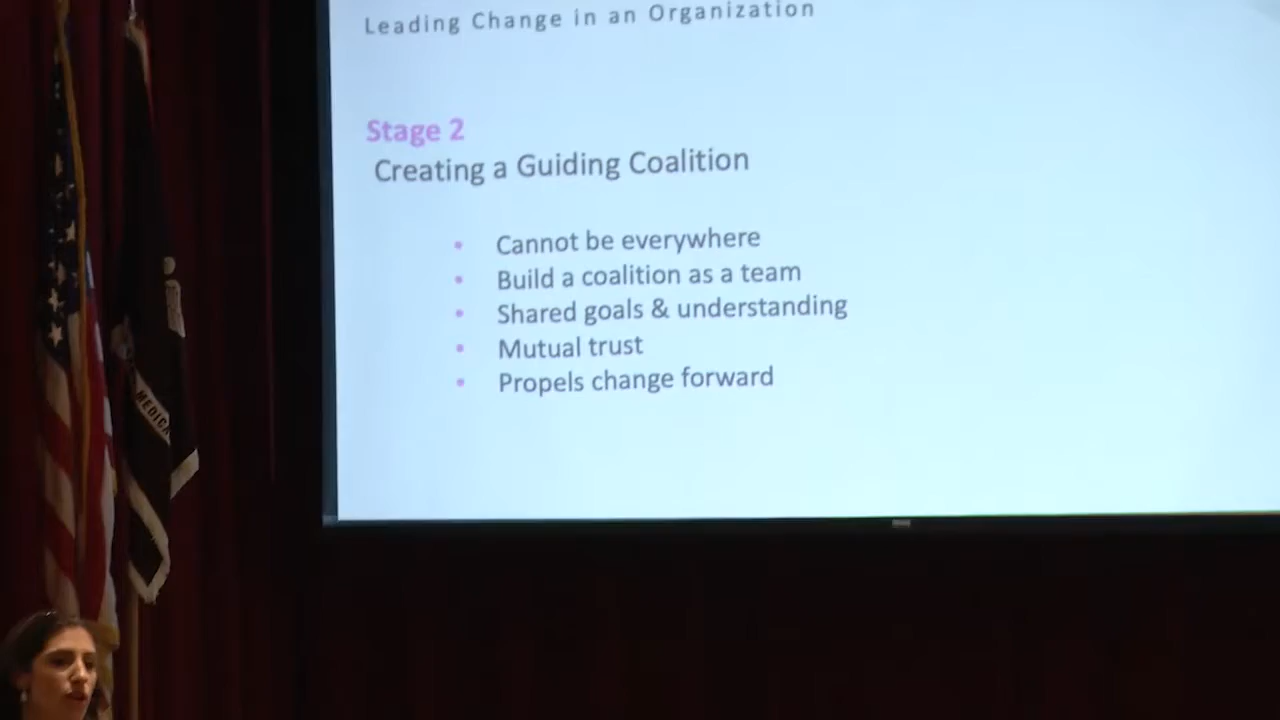 Leading Change in an Organization
Stage 2
Creating a Guiding Coalition
• Cannot be everywhere
• Build a coalition as a team
• Shared goals & understanding
• Mutual trust
• Propels change forward
MEDICA